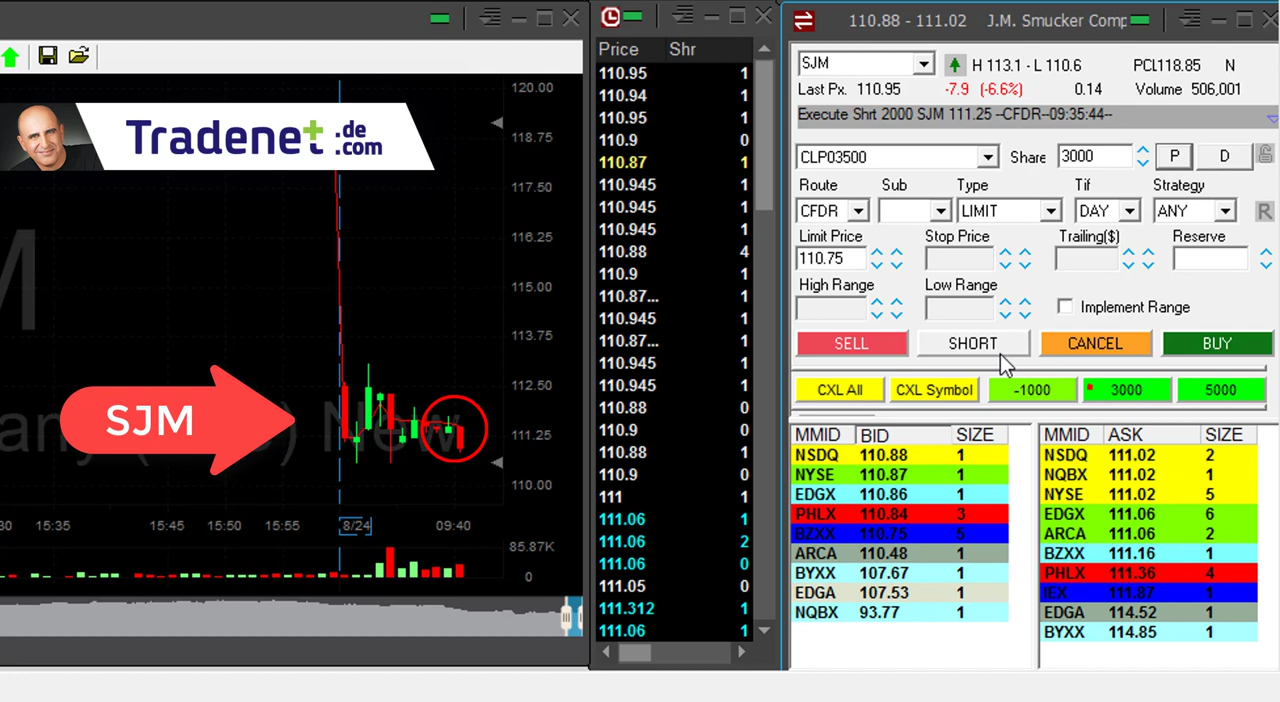 110.88 - 111.02 J.M. Smucker Comp
Tradenet .de
.com
M
any ( ) New
SJM
120.00
118.75
117.50
116.25
115.00
113.75
112.50
111.25
110.00
15:35 15:45 15:50 15:55 8/24 09:40
85.87K
0
Price Shr
110.95 1
110.94 1
110.95 1
110.9 0
110.87 1
110.945 1
110.945 1
110.945 1
110.88 4
110.9 1
110.87... 1
110.945 1
110.87... 1
110.945 1
110.945 1
110.88 0
110.9 0
110.88 1
110.9 0
111 1
111.06 1
111.06 2
111.06 0
111.05 0
111.312 1
111.06 1
SJM H 113.1 - L 110.6 PCL118.85 N
Last Px. 110.95 -7.9 (-6.6%) 0.14 Volume 506,001
Execute Shrt 2000 SJM 111.25 --CFDR--09:35:44--
CLP03500 Share 3000 P D
Route Sub Type Tif Strategy
CFDR LIMIT DAY ANY R
Limit Price Stop Price Trailing($) Reserve
110.75
High Range Low Range
Implement Range
SELL SHORT CANCEL BUY
CXL All CXL Symbol -1000 3000 5000
MMID BID SIZE
NSDQ 110.88 1
NYSE 110.87 1
EDGX 110.86 1
PHLX 110.84 3
BZXX 110.75 5
ARCA 110.48 1
BYXX 107.67 1
EDGA 107.53 1
NQBX 93.77 1
MMID ASK SIZE
NSDQ 111.02 2
NQBX 111.02 1
NYSE 111.02 5
EDGX 111.06 6
ARCA 111.06 2
BZXX 111.16 1
PHLX 111.36 4
IEX 111.87 1
EDGA 114.52 1
BYXX 114.85 1